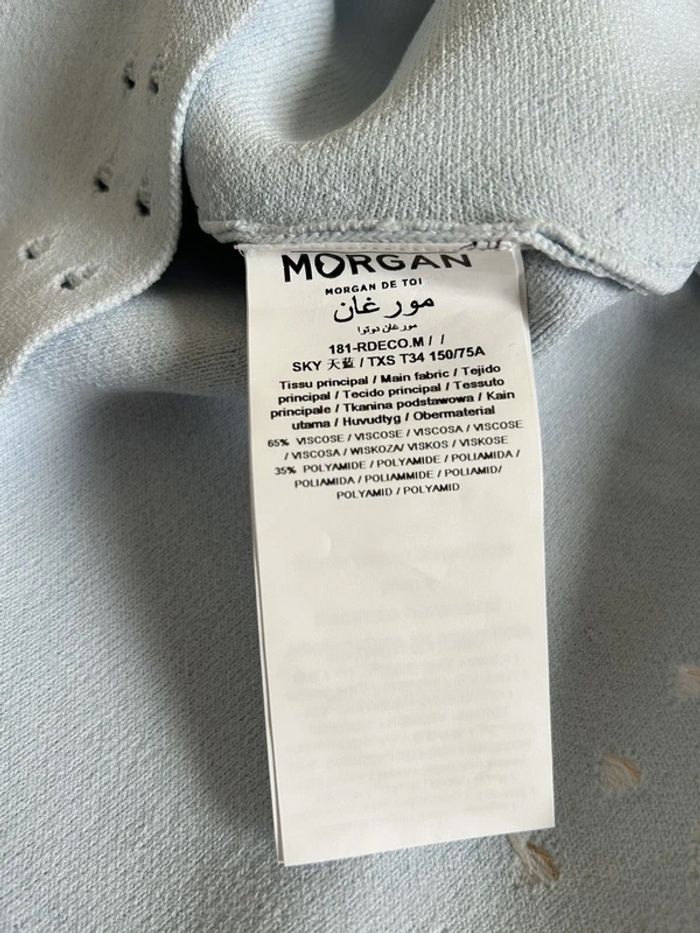 MORGAN
MORGAN DE TOI
مورغان
مورغان دوتوا
181-RDECO.M / /
SKY 天藍 / TXS T34 150/75A
Tissu principal / Main fabric / Tejido
principal / Tecido principal / Tessuto
principale / Tkanina podstawowa / Kain
utama / Huvudtyg / Obermaterial
65% VISCOSE / VISCOSE / VISCOSA / VISCOSE
/ VISCOSA / WISKOZA/ VISKOS / VISKOSE
35% POLYAMIDE / POLYAMIDE / POLIAMIDA /
POLIAMIDA / POLIAMMIDE / POLIAMID/
POLYAMID / POLYAMID